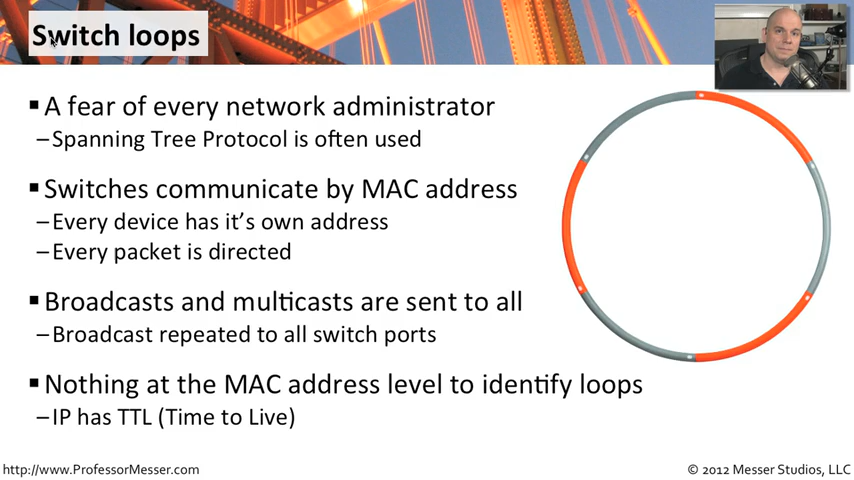 Switch loops
▪A fear of every network administrator
–Spanning Tree Protocol is often used
▪Switches communicate by MAC address
–Every device has it's own address
–Every packet is directed
▪Broadcasts and multicasts are sent to all
–Broadcast repeated to all switch ports
▪Nothing at the MAC address level to identify loops
–IP has TTL (Time to Live)
http://www.ProfessorMesser.com
© 2012 Messer Studios, LLC